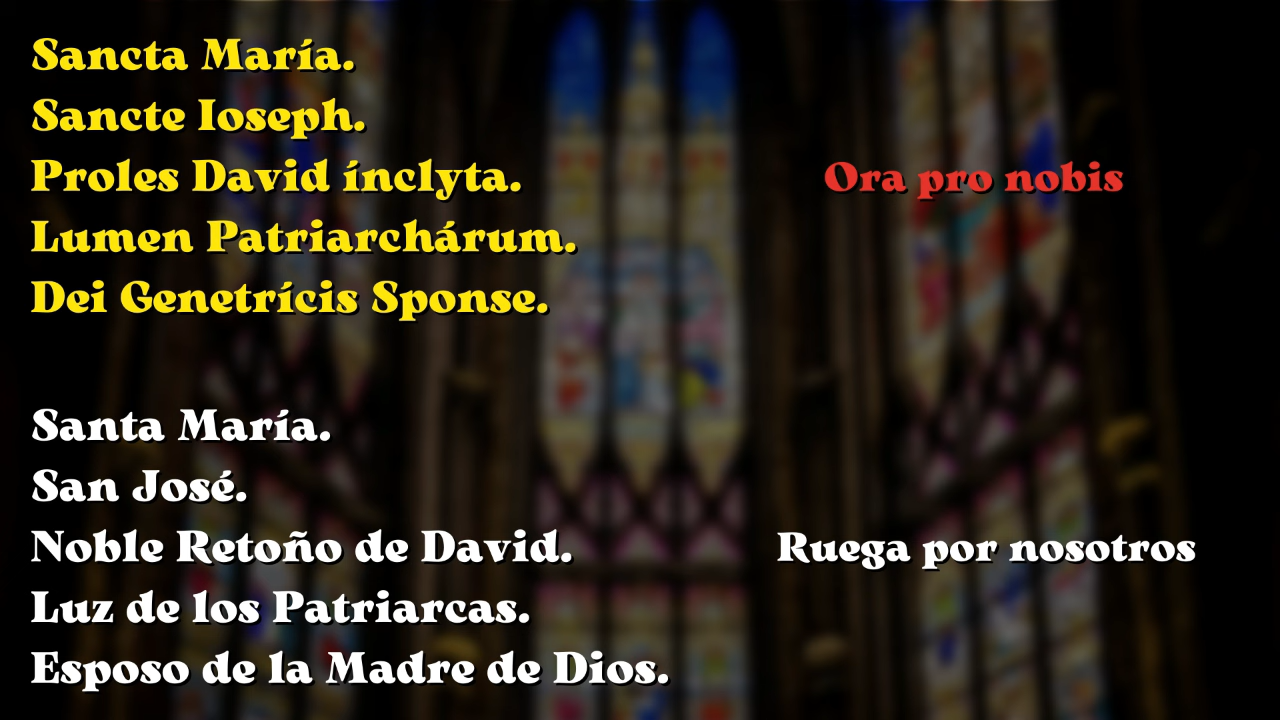 Sancta María.
Sancte Ioseph.
Proles David ínclyta.
Lumen Patriarchárum.
Dei Genetrícis Sponse.
Ora pro nobis
Santa María.
San José.
Noble Retoño de David.
Luz de los Patriarcas.
Esposo de la Madre de Dios.
Ruega por nosotros